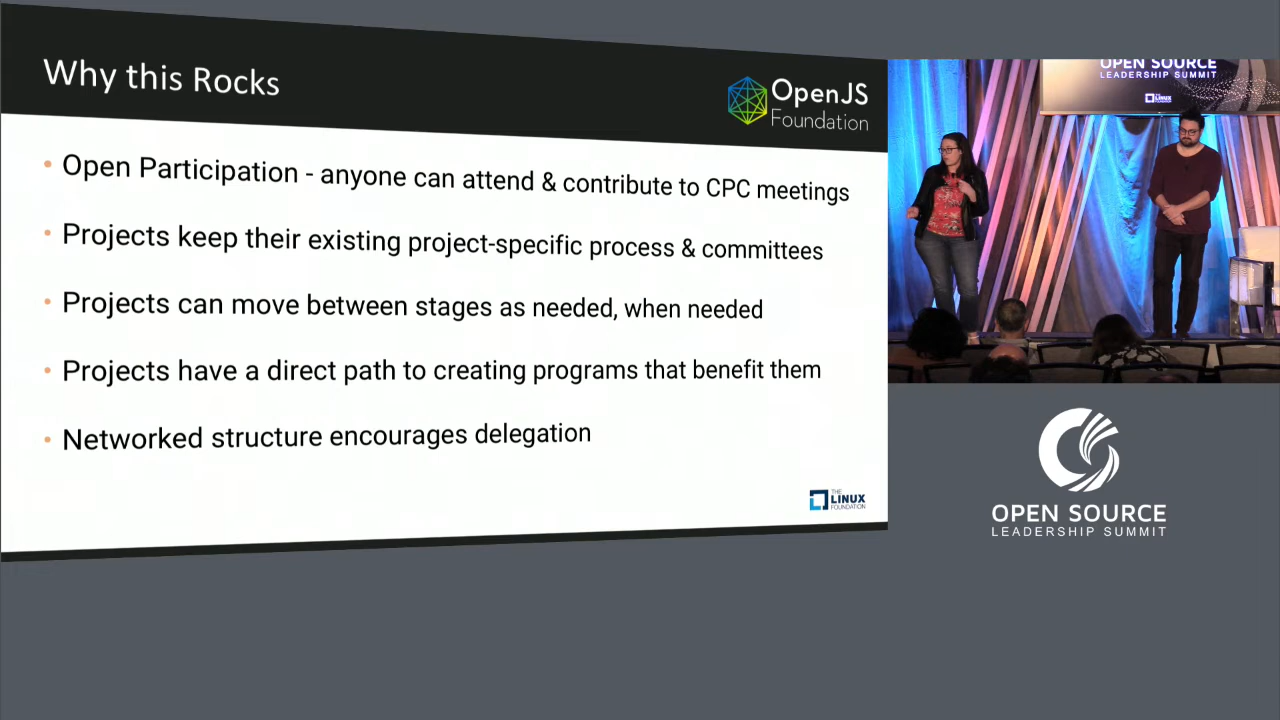 Why this Rocks
OpenJS
Foundation
• Open Participation - anyone can attend & contribute to CPC meetings
• Projects keep their existing project-specific process & committees
• Projects can move between stages as needed, when needed
• Projects have a direct path to creating programs that benefit them
• Networked structure encourages delegation
THE
LINUX
FOUNDATION
OPEN SOURCE
LEADERSHIP SUMMIT
LINUX
OPEN SOURCE
LEADERSHIP SUMMIT